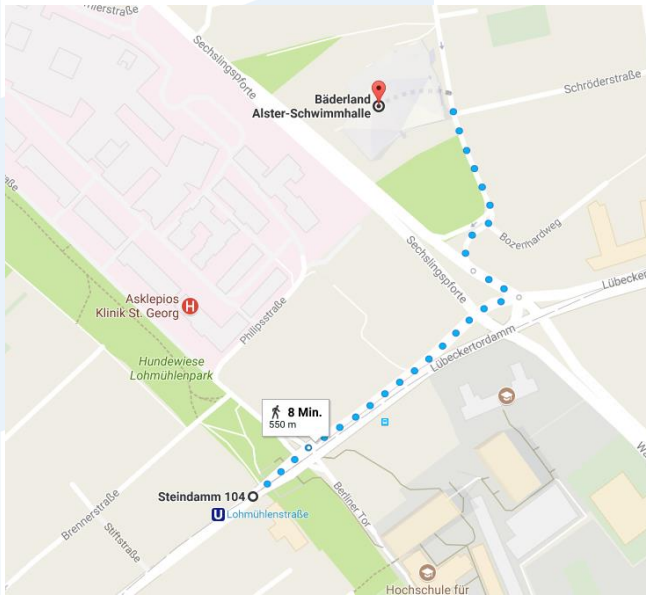 Sechslingspforte
Bäderland
Alster-Schwimmhalle
Schröderstraße
Bozenhardweg
Sechslingspforte
Lübecker
Asklepios
Klinik St. Georg
H
Philipsstraße
Lübeckertordamm
Hundewiese
Lohmühlenpark
8 Min.
550 m
Steindamm 104
U Lohmühlenstraße
Berliner Tor
Brennerstraße
Stiftstraße
Hochschule für